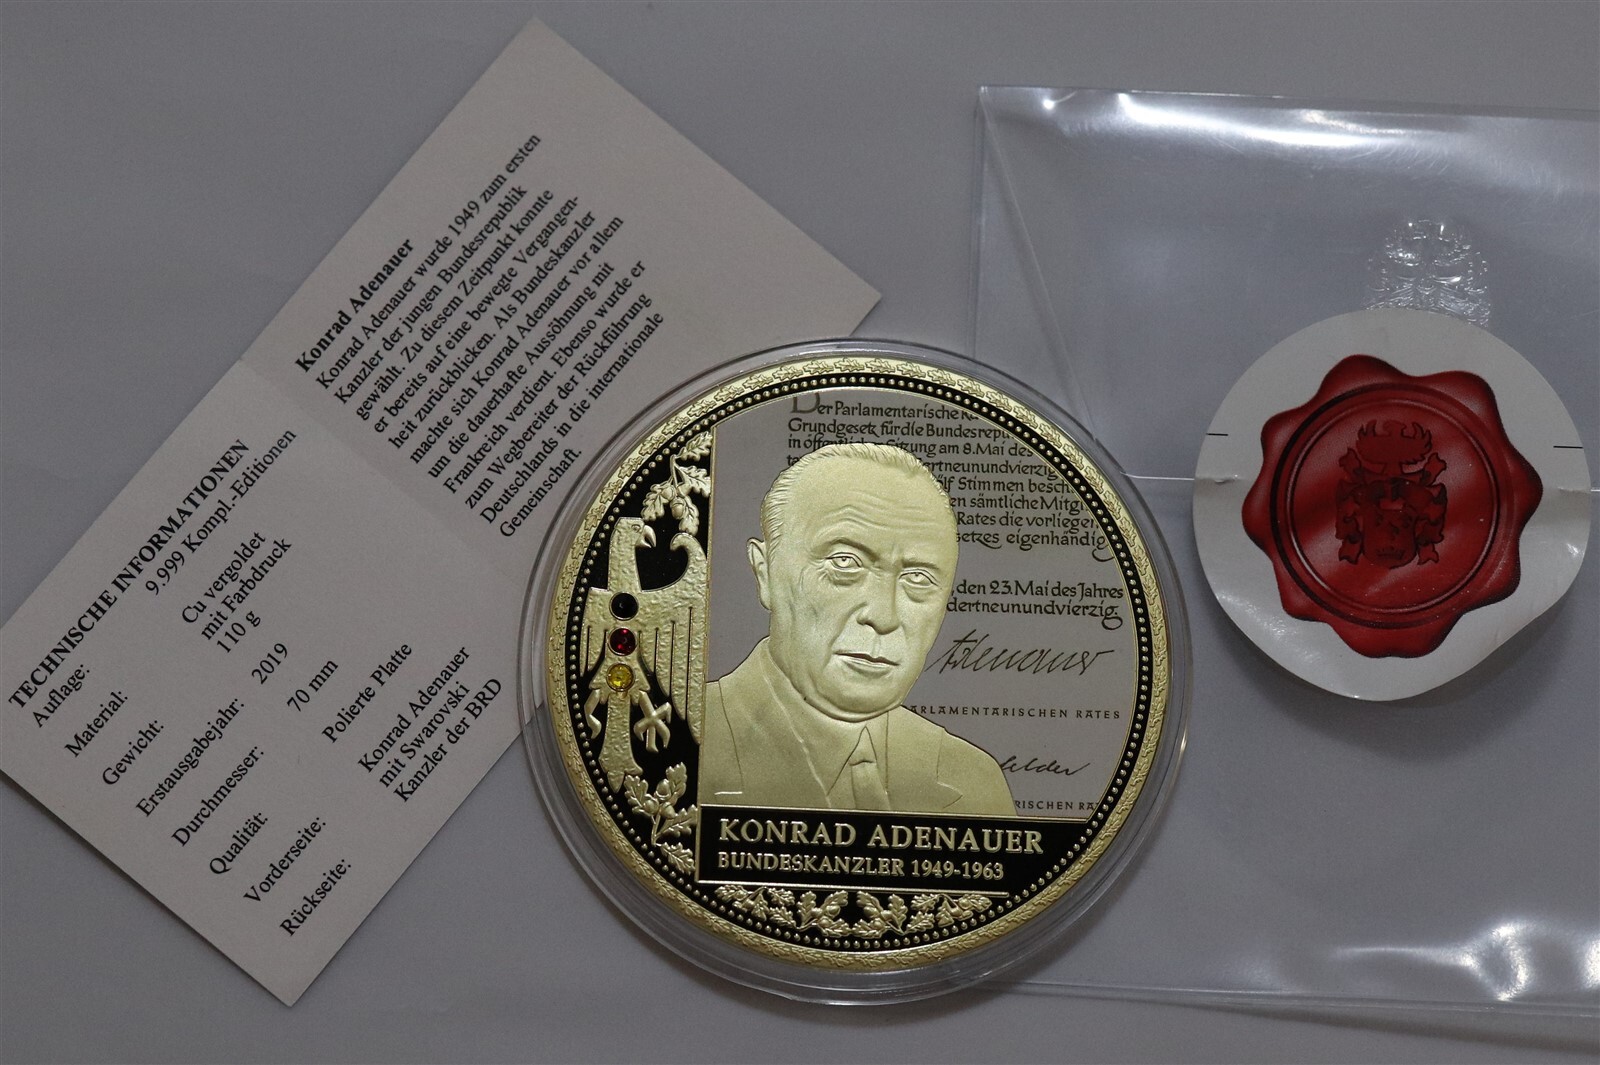 Konrad Adenauer
Konrad Adenauer wurde 1949 zum ersten
Kanzler der jungen Bundesrepublik
gewählt. Zu diesem Zeitpunkt konnte
er bereits auf eine bewegte Vergangen-
heit zurückblicken. Als Bundeskanzler
machte sich Konrad Adenauer vor allem
um die dauerhafte Aussöhnung mit
Frankreich verdient. Ebenso wurde er
zum Wegbereiter der Rückführung
Deutschlands in die internationale
Gemeinschaft.
TECHNISCHE INFORMATIONEN
Auflage: 9.999 Kompl.-Editionen
Material: Cu vergoldet
mit Farbdruck
Gewicht: 110 g
Erstausgabejahr: 2019
Durchmesser: 70 mm
Qualität: Polierte Platte
Vorderseite: Konrad Adenauer
mit Swarovski
Rückseite: Kanzler der BRD
Der Parlamentarische
Grundgesetz für die Bundesrepu
in öffentlicher Sitzung am 8. Mai des
ertneunundvierzig
ölf Stimmen besch
en sämtliche Mitgl
Rates die vorliegen
setzes eigenhändig
, den 23. Mai des Jahres
dertneunundvierzig.
Adenauer
PARLAMENTARISCHEN RATES
felder
RISCHEN RA
KONRAD ADENAUER
BUNDESKANZLER 1949-1963